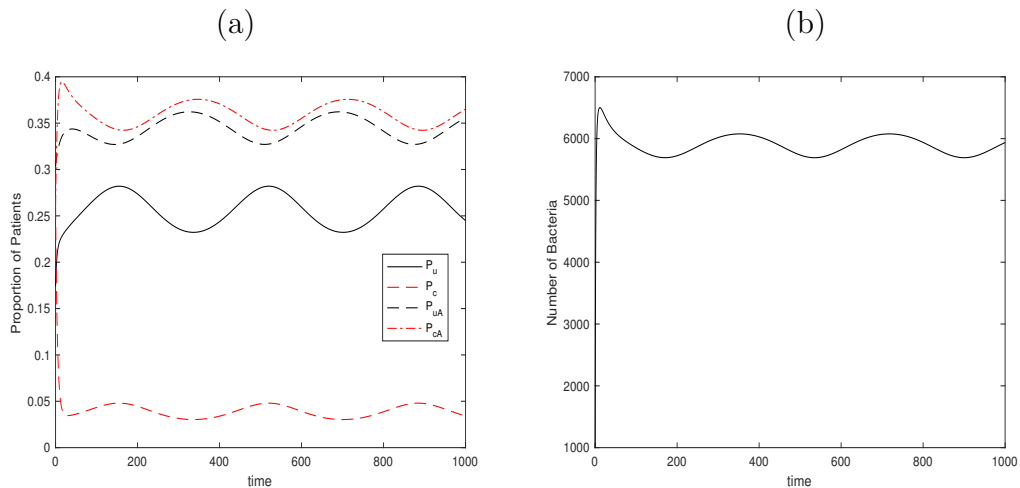 (a)
Proportion of Patients
0.4
0.35
0.3
0.25
0.2
0.15
0.1
0.05
0
0 200 400 600 800 1000
time
P_u
P_c
P_uA
P_cA
(b)
Number of Bacteria
7000
6000
5000
4000
3000
2000
1000
0 200 400 600 800 1000
time